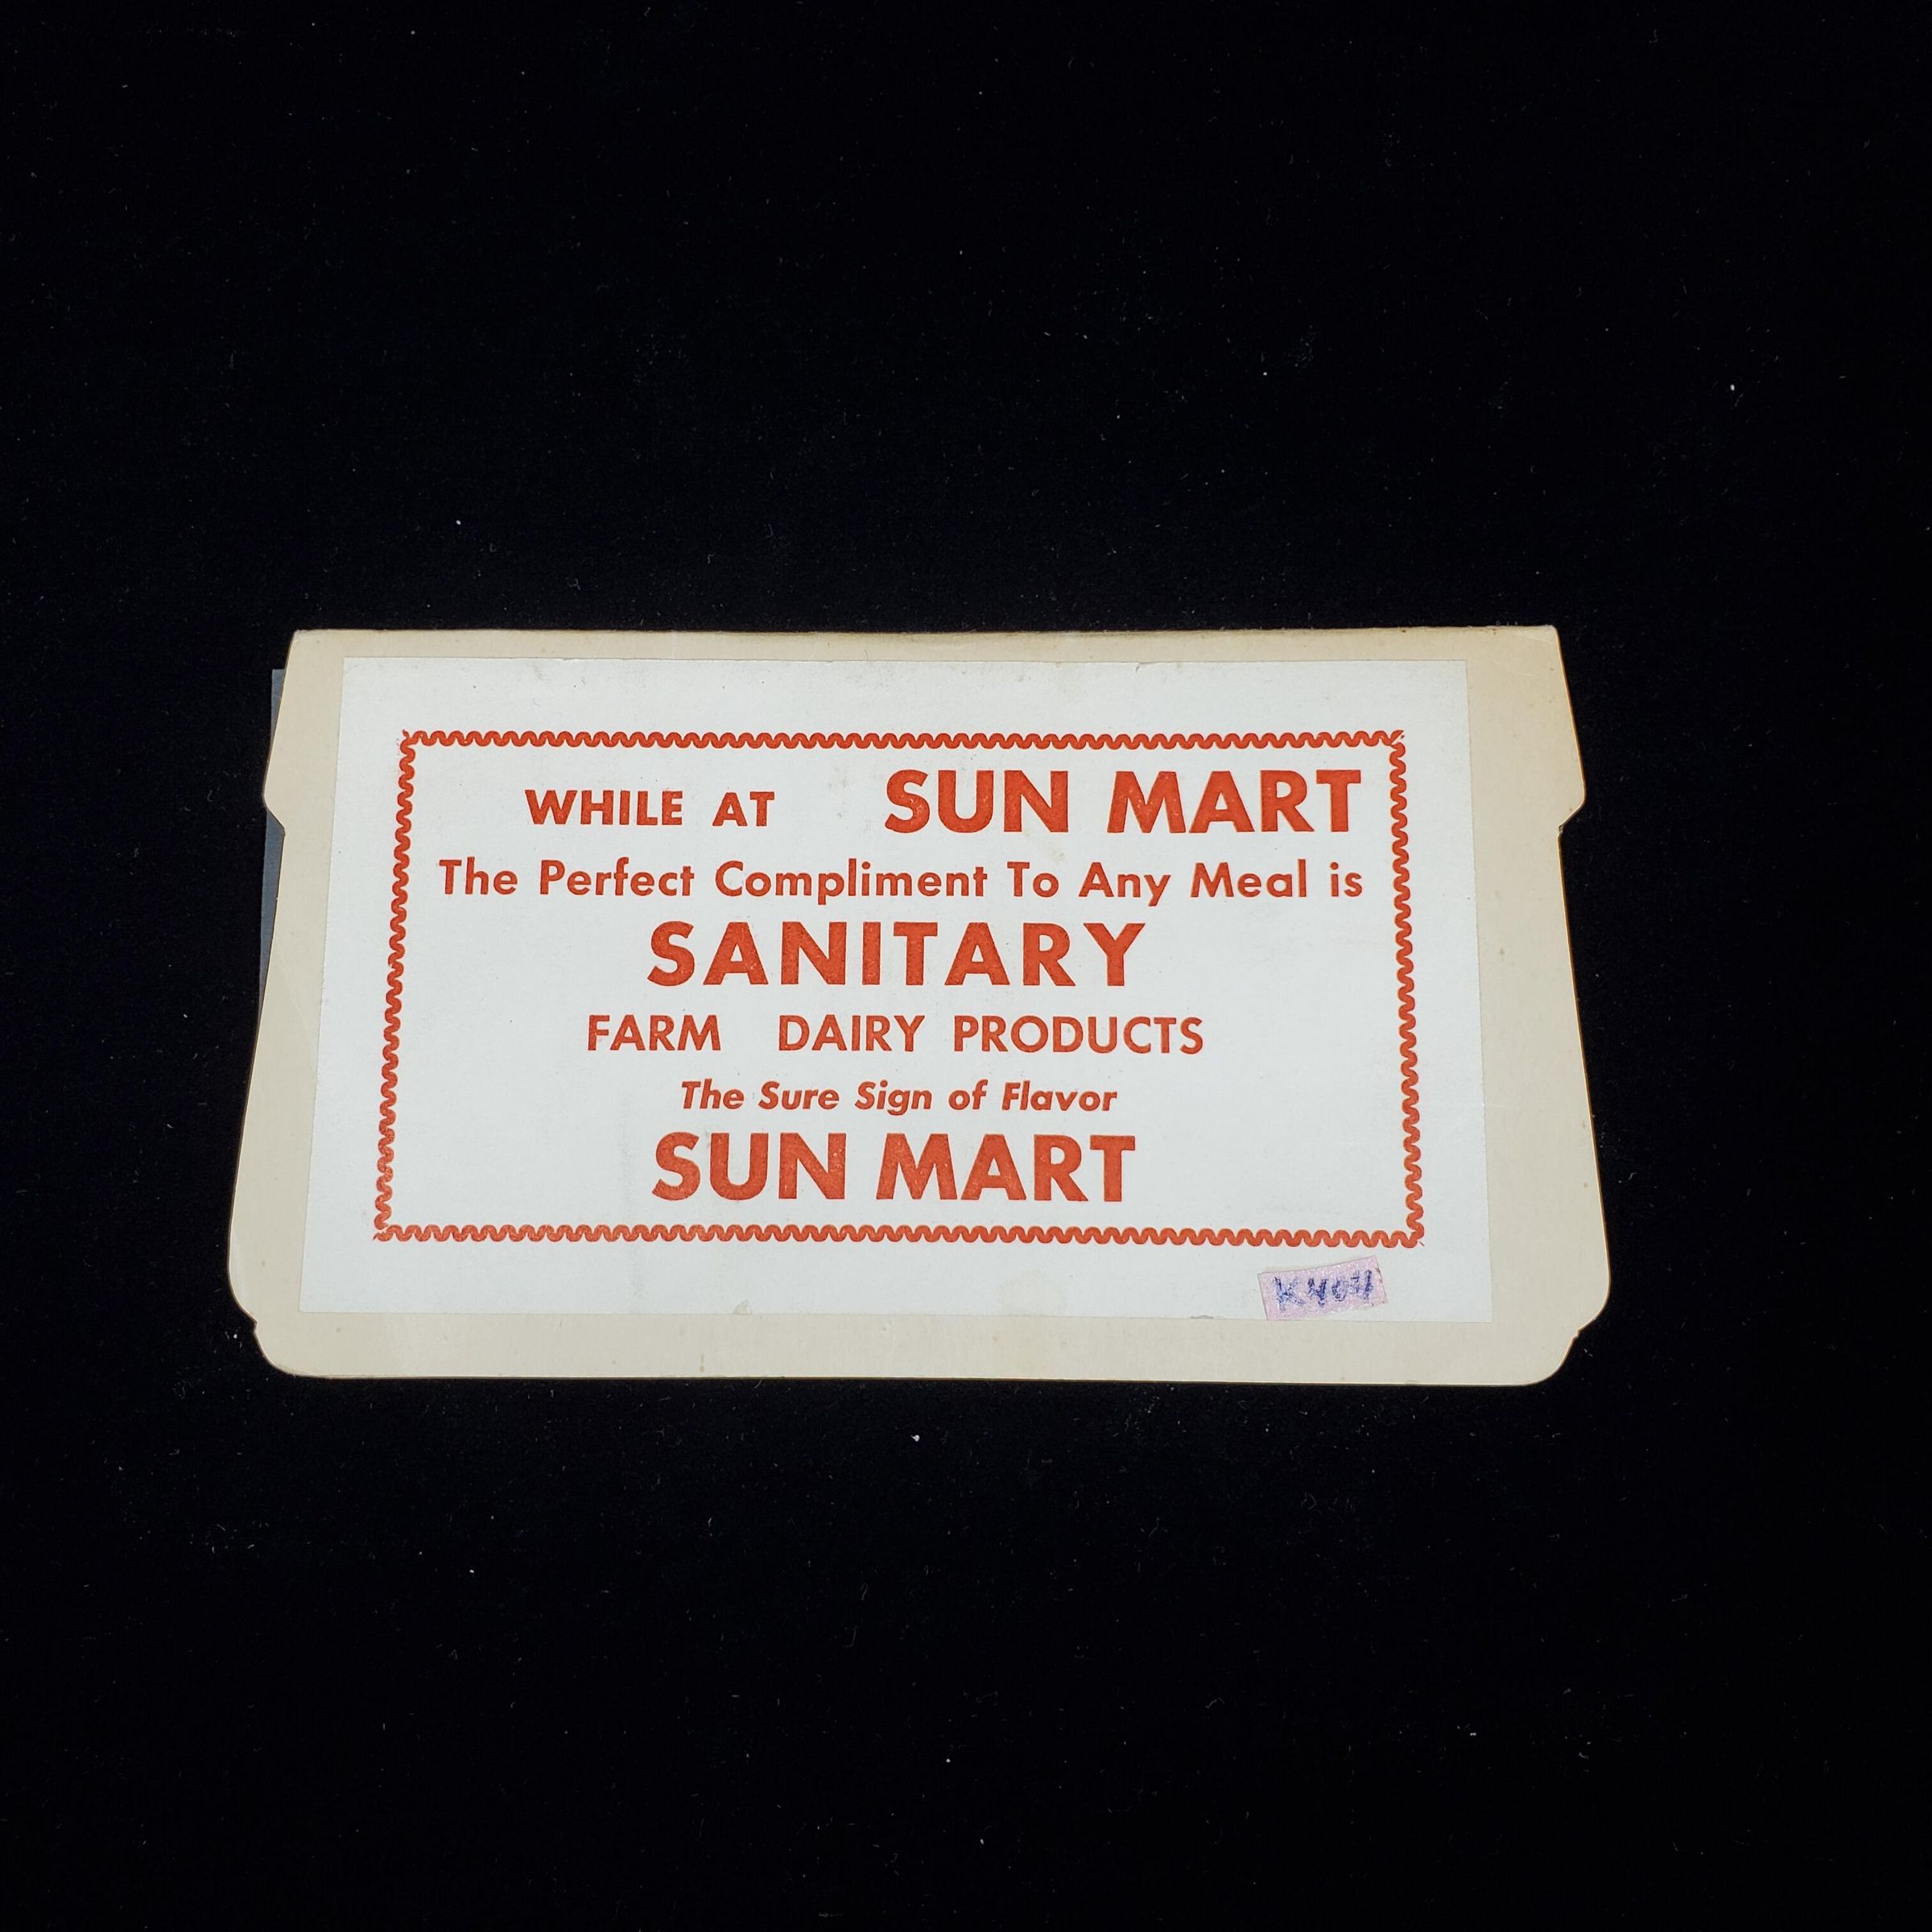 WHILE AT SUN MART
The Perfect Compliment To Any Meal is
SANITARY
FARM DAIRY PRODUCTS
The Sure Sign of Flavor
SUN MART